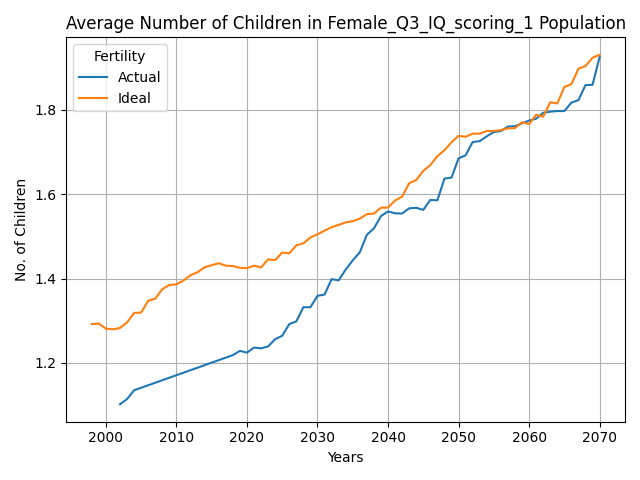 Average Number of Children in Female_Q3_IQ_scoring_1 Population
Fertility
Actual
Ideal
No. of Children
1.8
1.6
1.4
1.2
2000 2010 2020 2030 2040 2050 2060 2070
Years